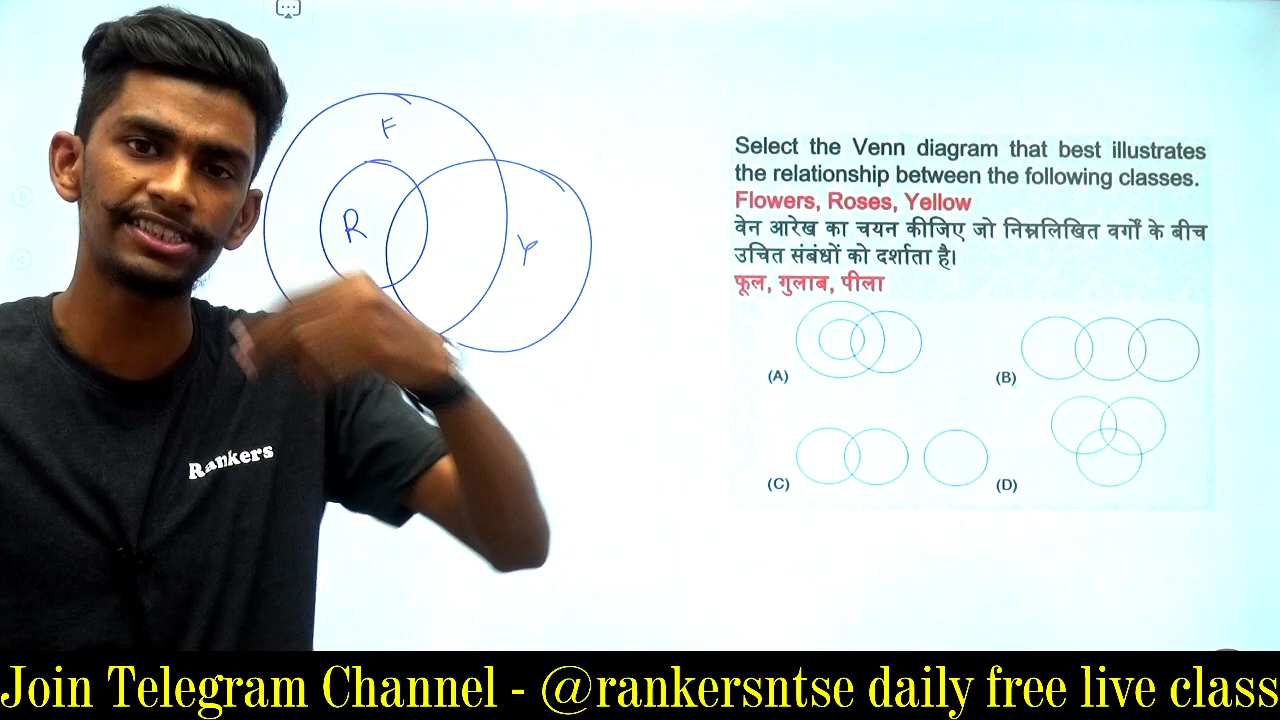 F
R
Y
Rankers
Select the Venn diagram that best illustrates
the relationship between the following classes.
Flowers, Roses, Yellow
वेन आरेख का चयन कीजिए जो निम्नलिखित वर्गों के बीच
उचित संबंधों को दर्शाता है।
फूल, गुलाब, पीला
(A)
(B)
(C)
(D)
Join Telegram Channel - @rankersntse daily free live class